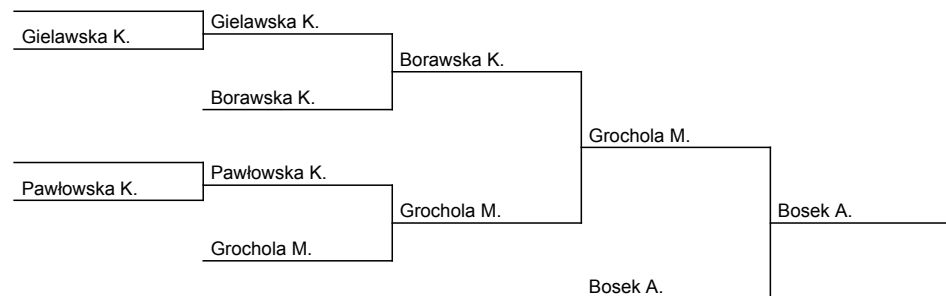 Gielawska K.
Gielawska K.
Borawska K.
Borawska K.
Grochola M.
Pawłowska K.
Pawłowska K.
Grochola M.
Bosek A.
Grochola M.
Bosek A.